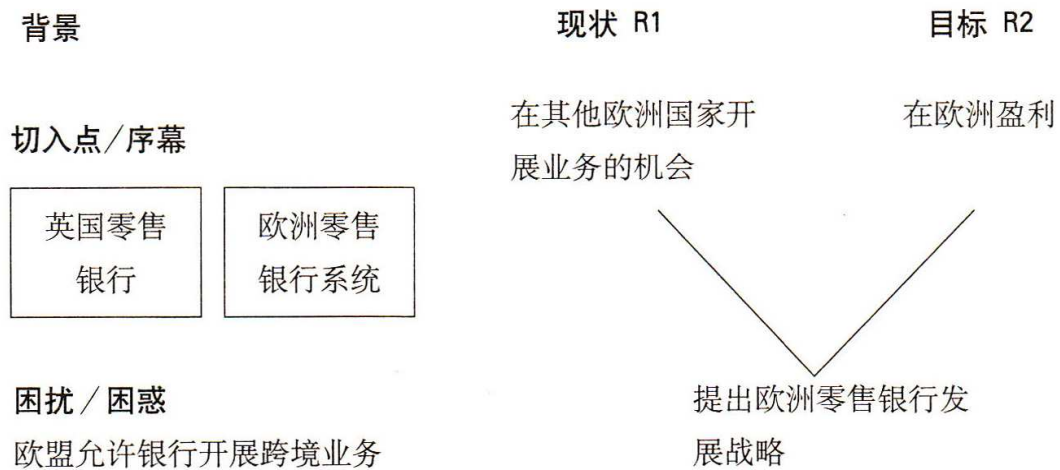 背景
现状 R1
目标 R2
切入点/序幕
在其他欧洲国家开
展业务的机会
在欧洲盈利
英国零售
银行
欧洲零售
银行系统
困扰/困惑
欧盟允许银行开展跨境业务
提出欧洲零售银行发
展战略